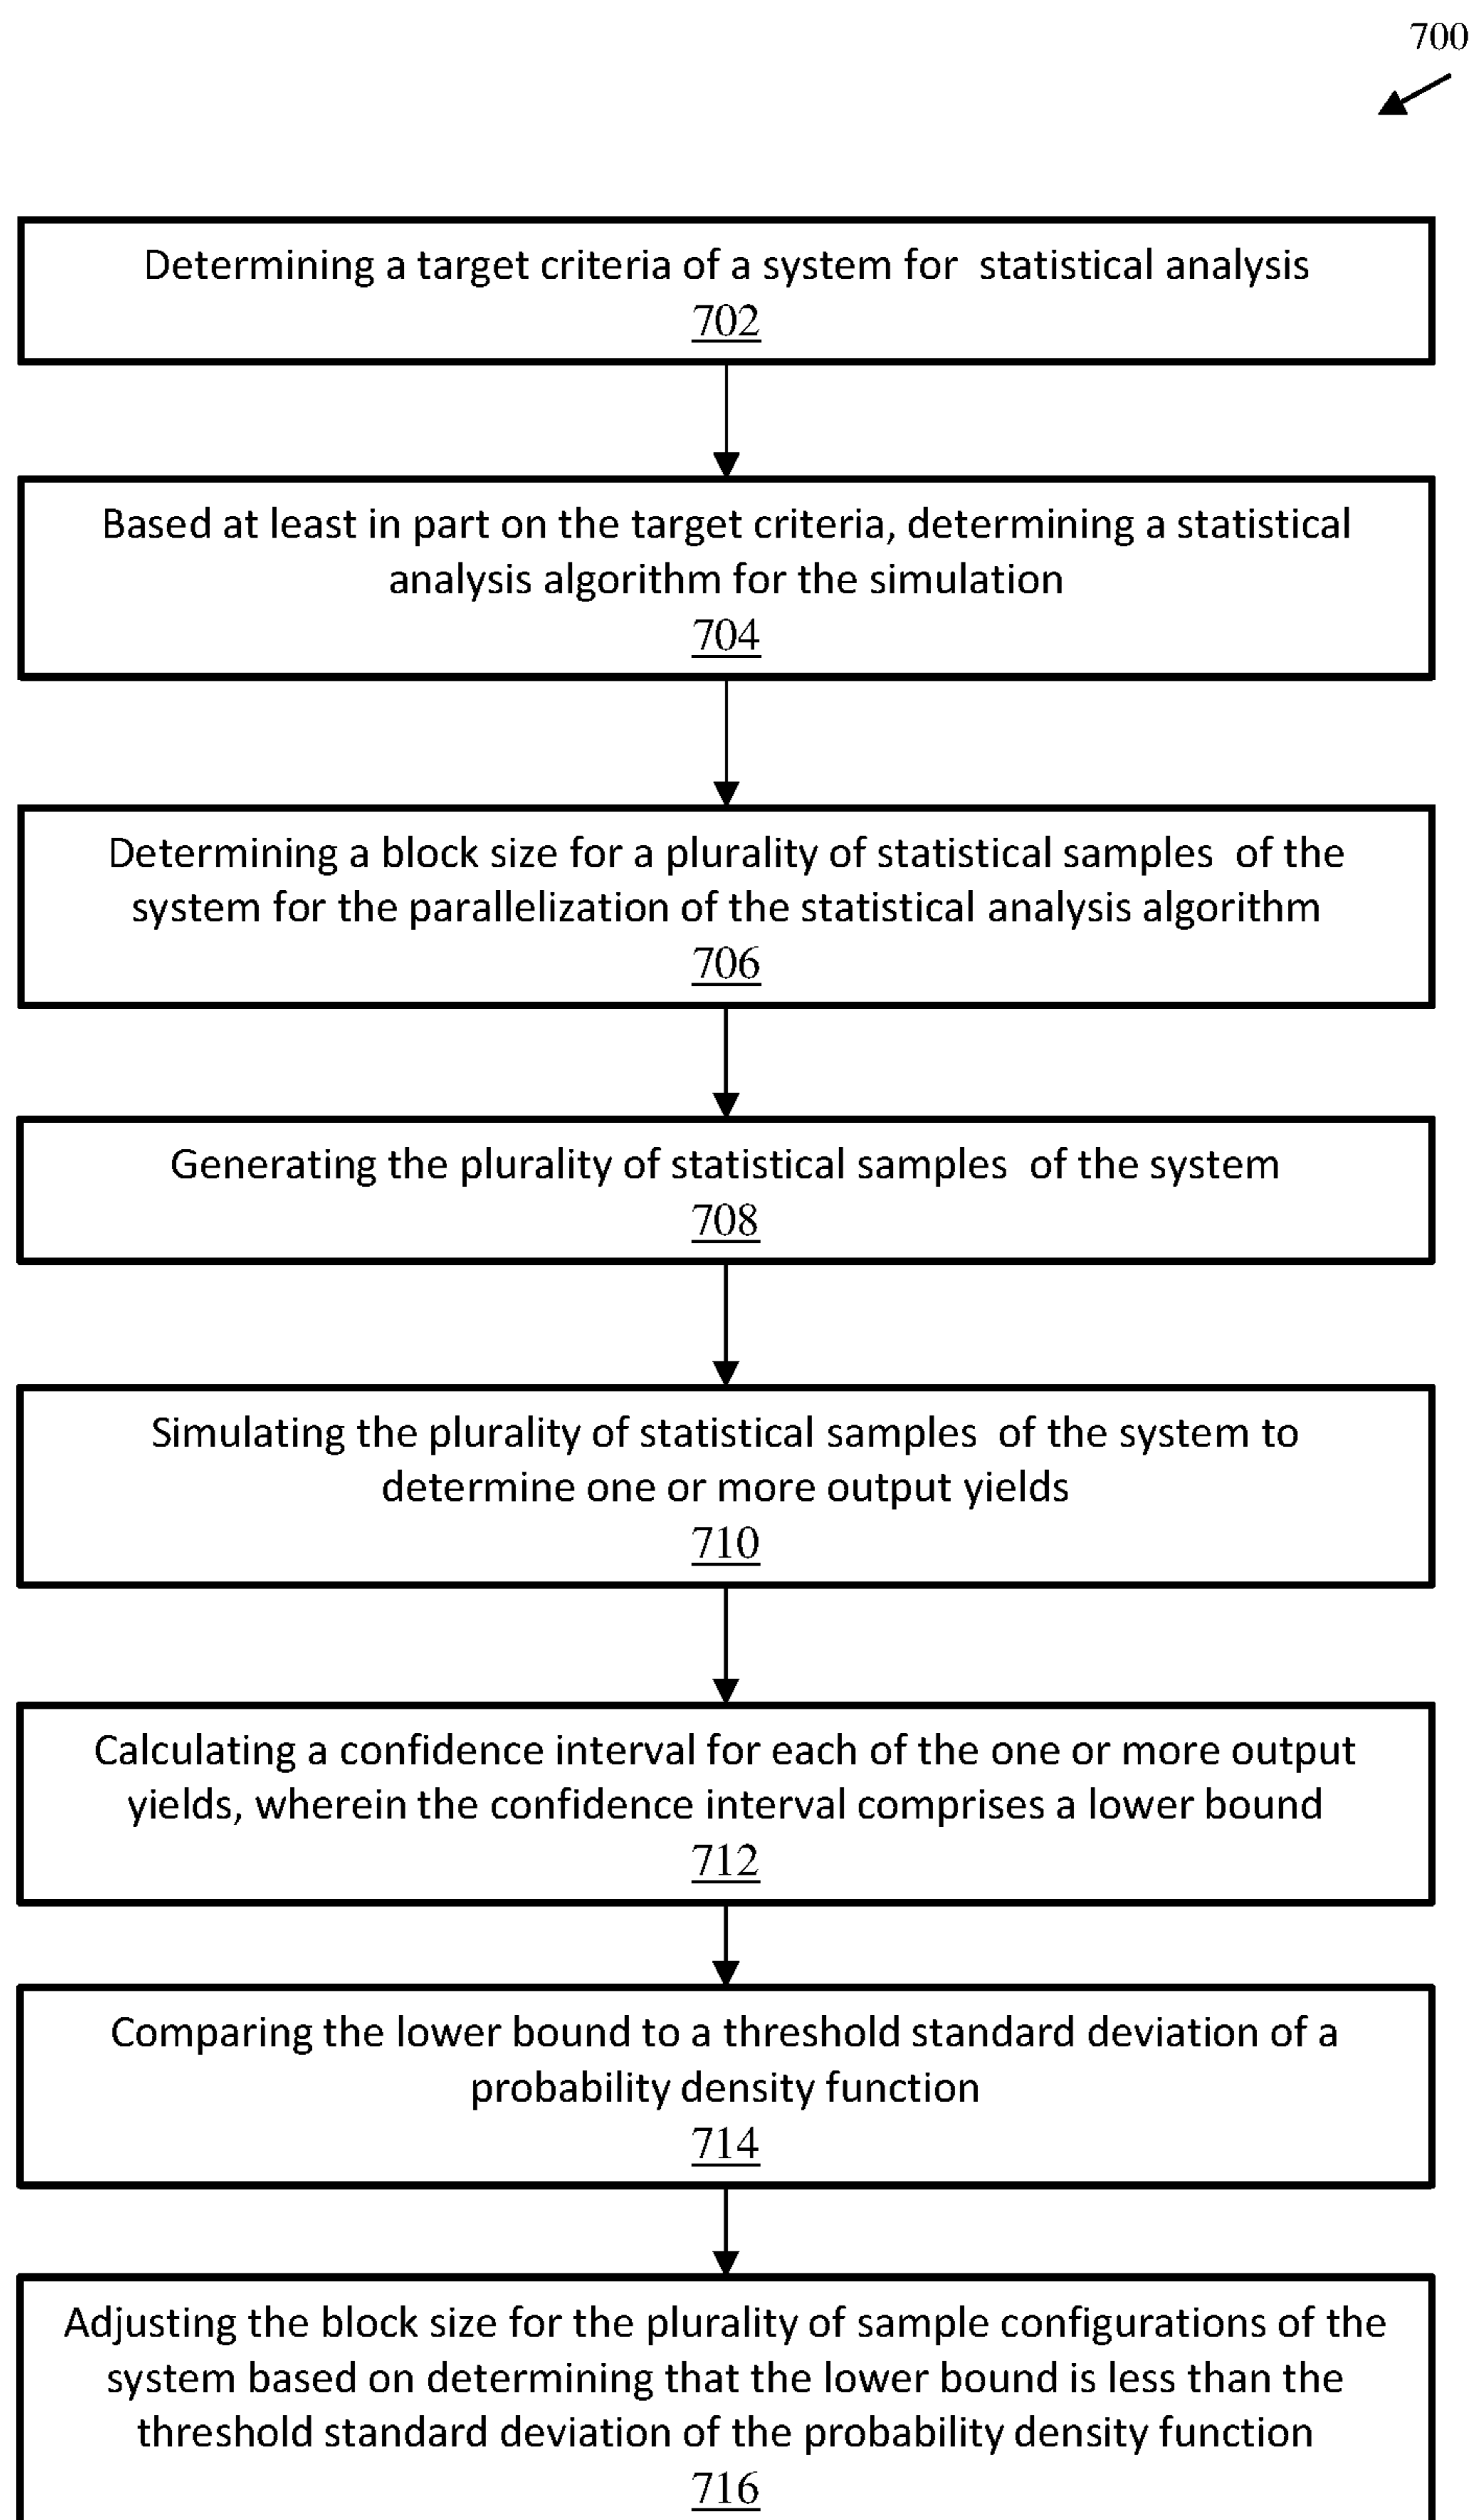 700
Determining a target criteria of a system for statistical analysis
702
Based at least in part on the target criteria, determining a statistical
analysis algorithm for the simulation
704
Determining a block size for a plurality of statistical samples of the
system for the parallelization of the statistical analysis algorithm
706
Generating the plurality of statistical samples of the system
708
Simulating the plurality of statistical samples of the system to
determine one or more output yields
710
Calculating a confidence interval for each of the one or more output
yields, wherein the confidence interval comprises a lower bound
712
Comparing the lower bound to a threshold standard deviation of a
probability density function
714
Adjusting the block size for the plurality of sample configurations of the
system based on determining that the lower bound is less than the
threshold standard deviation of the probability density function
716